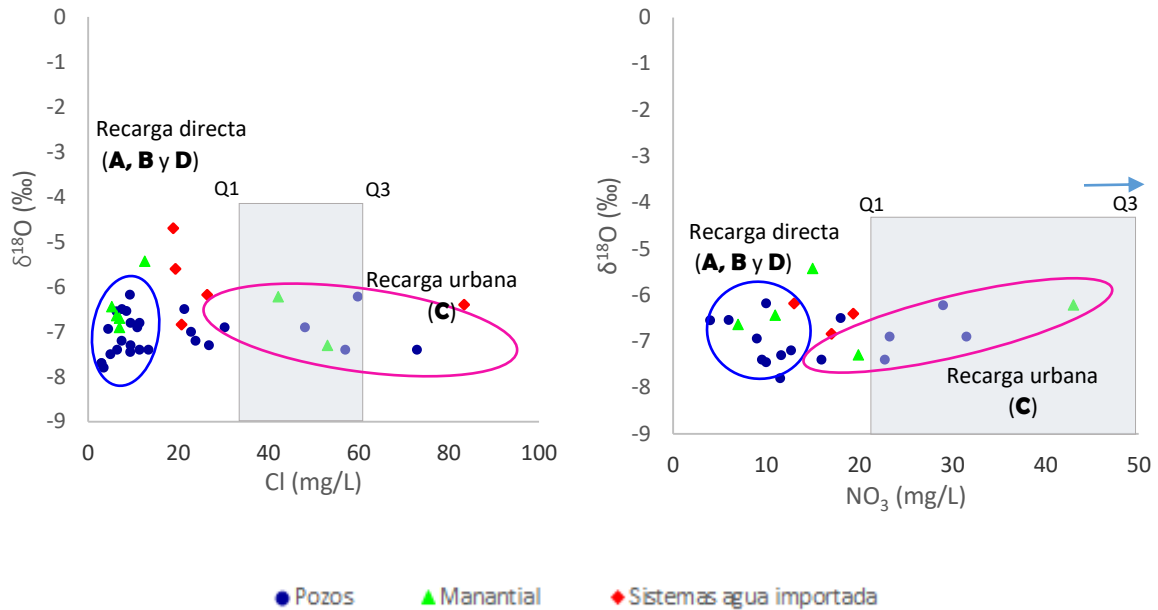 0
-1
-2
-3
-4
-5
-6
-7
-8
-9
δ18O (‰)
Recarga directa
(A, B y D)
Q1
Q3
Recarga urbana
(C)
0
20
40
60
80
100
Cl (mg/L)
0
-1
-2
-3
-4
-5
-6
-7
-8
-9
δ18O (‰)
Q1
Q3
Recarga directa
(A, B y D)
Recarga urbana
(C)
0
10
20
30
40
50
NO3 (mg/L)
Pozos
Manantial
Sistemas agua importada